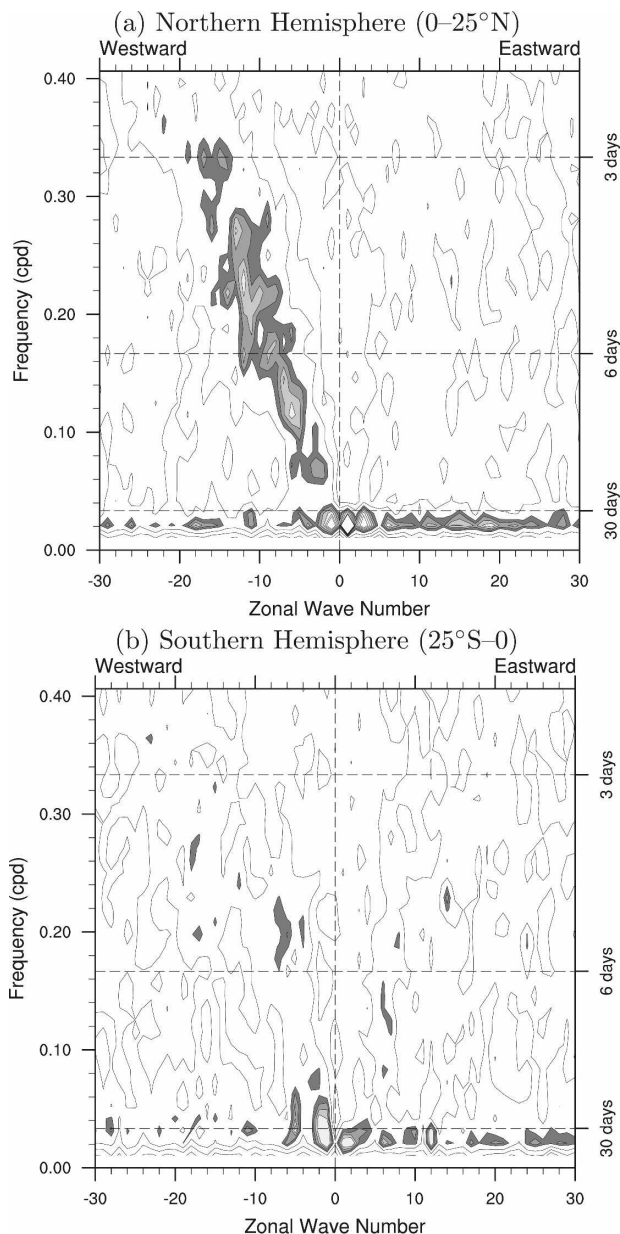 (a) Northern Hemisphere (0–25°N)
Westward Eastward
0.40
0.30
0.20
0.10
0.00
Frequency (cpd)
3 days
6 days
30 days
-30 -20 -10 0 10 20 30
Zonal Wave Number
(b) Southern Hemisphere (25°S–0)
Westward Eastward
0.40
0.30
0.20
0.10
0.00
Frequency (cpd)
3 days
6 days
30 days
-30 -20 -10 0 10 20 30
Zonal Wave Number